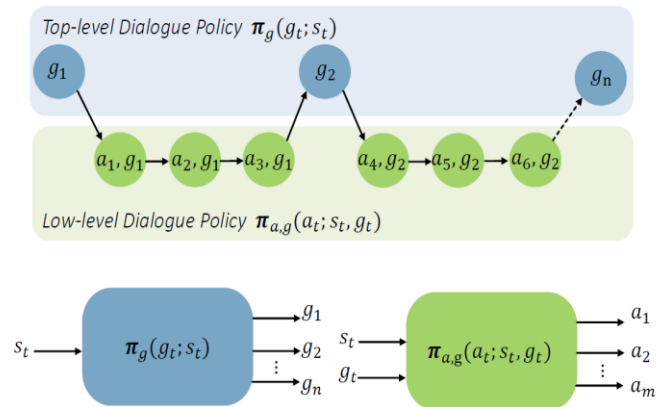 Top-level Dialogue Policy π_g(g_t; s_t)
g_1 g_2 g_n
a_1, g_1 a_2, g_1 a_3, g_1 a_4, g_2 a_5, g_2 a_6, g_2
Low-level Dialogue Policy π_{a,g}(a_t; s_t, g_t)
g_1 a_1
s_t π_g(g_t; s_t) g_2 s_t π_{a,g}(a_t; s_t, g_t) a_2
⋮ g_t ⋮
g_n a_m